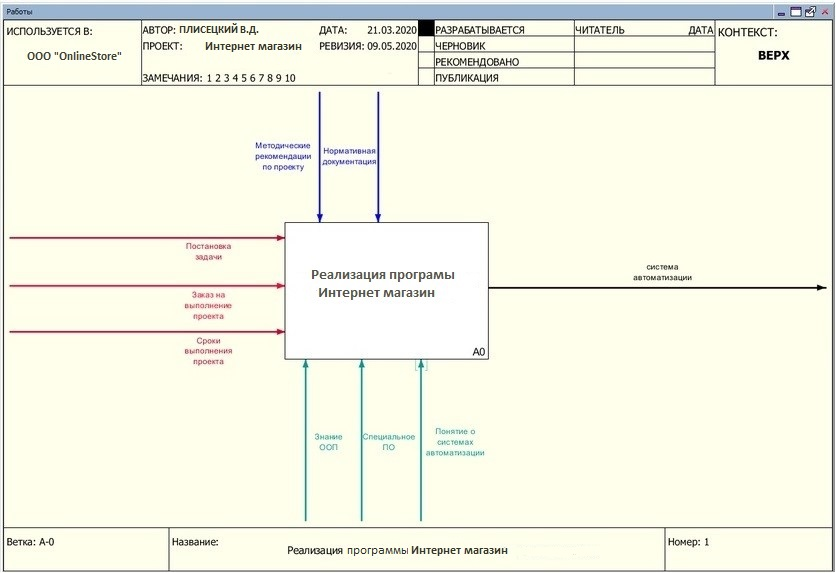 Работы
ИСПОЛЬЗУЕТСЯ В:
ООО "OnlineStore"
АВТОР: ПЛИСЕЦКИЙ В.Д.
ДАТА: 21.03.2020
ПРОЕКТ: Интернет магазин
РЕВИЗИЯ: 09.05.2020
ЗАМЕЧАНИЯ: 1 2 3 4 5 6 7 8 9 10
РАЗРАБАТЫВАЕТСЯ
ЧЕРНОВИК
РЕКОМЕНДОВАНО
ПУБЛИКАЦИЯ
ЧИТАТЕЛЬ ДАТА
КОНТЕКСТ:
ВЕРХ
Методические
рекомендации
по проекту
Нормативная
документация
Постановка
задачи
Заказ на
выполнение
проекта
Сроки
выполнения
проекта
Реализация програмы
Интернет магазин
A0
система
автоматизации
Знание
ООП
Специальное
ПО
Понятие о
системах
автоматизации
Ветка: A-0
Название:
Реализация программы Интернет магазин
Номер: 1